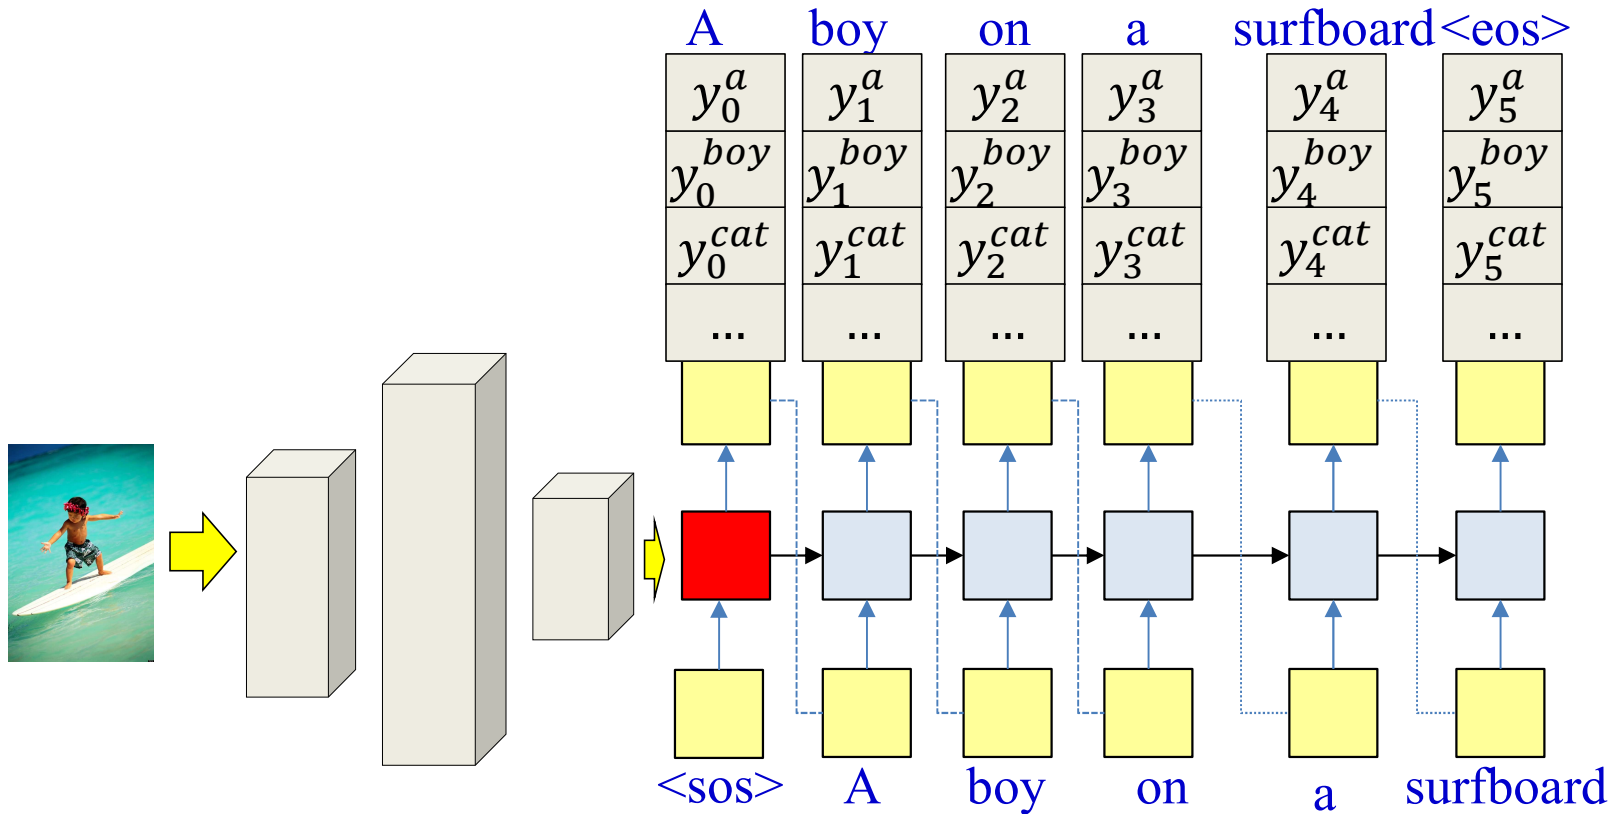 A boy on a surfboard <eos>
y_0^a y_1^a y_2^a y_3^a y_4^a y_5^a
y_0^{boy} y_1^{boy} y_2^{boy} y_3^{boy} y_4^{boy} y_5^{boy}
y_0^{cat} y_1^{cat} y_2^{cat} y_3^{cat} y_4^{cat} y_5^{cat}
... ... ... ... ... ...
<sos> A boy on a surfboard